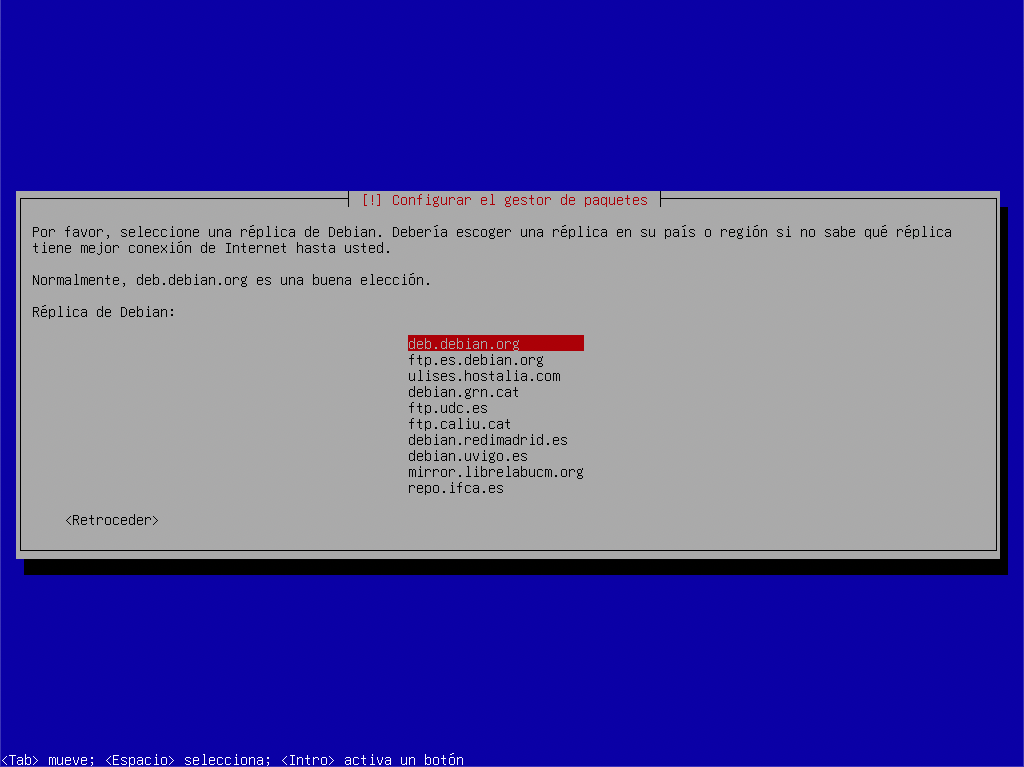 [!] Configurar el gestor de paquetes
Por favor, seleccione una réplica de Debian. Debería escoger una réplica en su país o región si no sabe qué réplica
tiene mejor conexión de Internet hasta usted.
Normalmente, deb.debian.org es una buena elección.
Réplica de Debian:
deb.debian.org
ftp.es.debian.org
ulises.hostalia.com
debian.grn.cat
ftp.udc.es
ftp.caliu.cat
debian.redimadrid.es
debian.uvigo.es
mirror.librelabucm.org
repo.ifca.es
<Retroceder>
<Tab> mueve; <Espacio> selecciona; <Intro> activa un botón